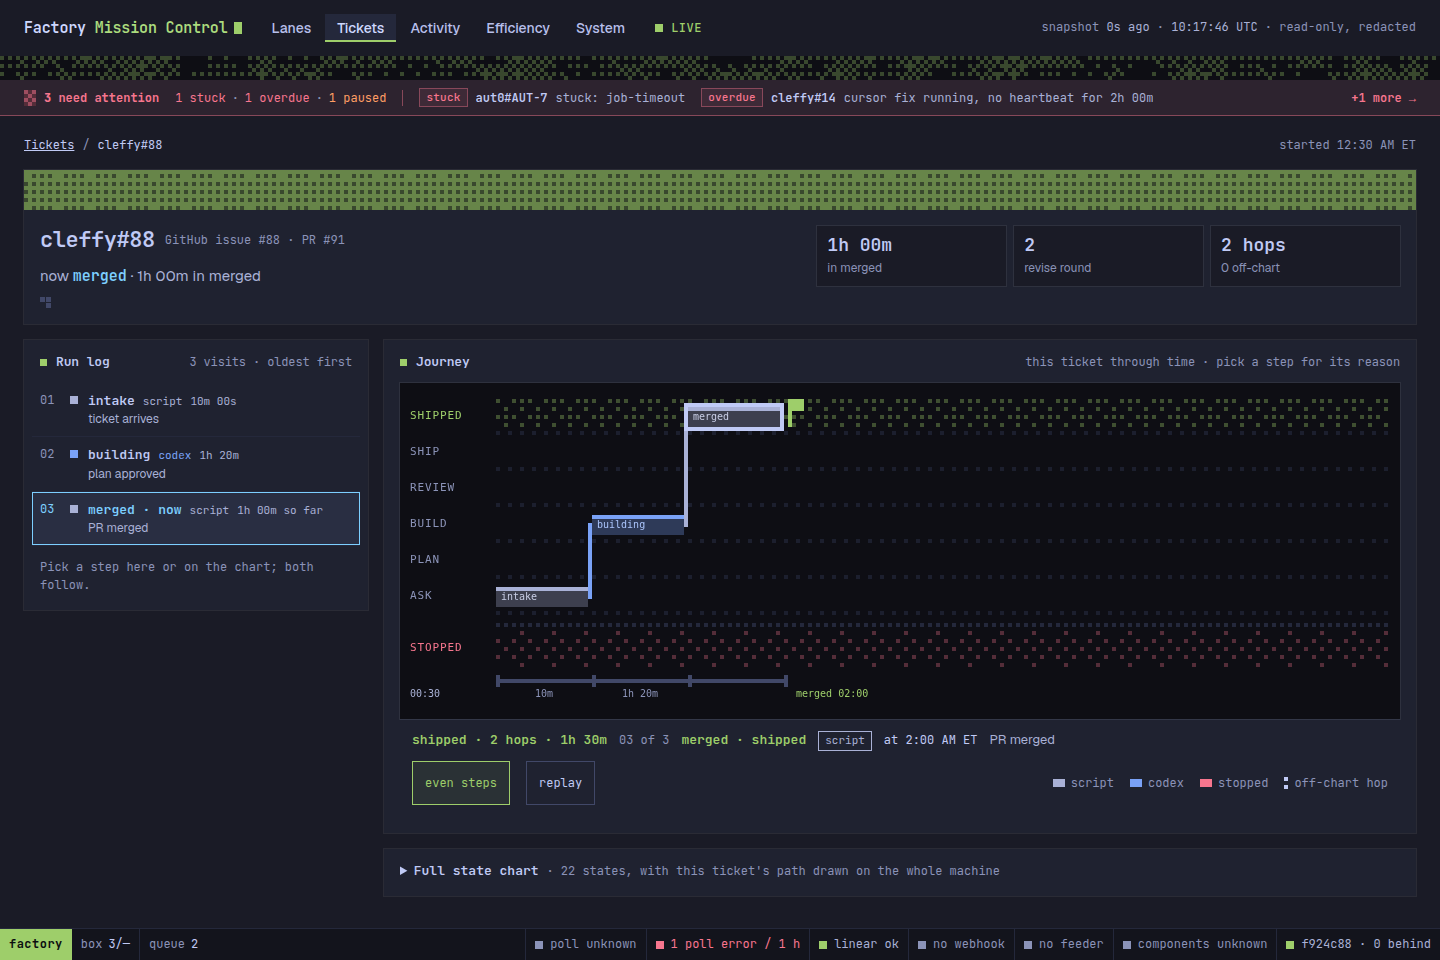 Factory Mission Control Lanes Tickets Activity Efficiency System LIVE snapshot 0s ago · 10:17:46 UTC · read-only, redacted
3 need attention 1 stuck · 1 overdue · 1 paused stuck aut0#AUT-7 stuck: job-timeout overdue cleffy#14 cursor fix running, no heartbeat for 2h 00m +1 more →
Tickets / cleffy#88 started 12:30 AM ET
cleffy#88 GitHub issue #88 · PR #91
now merged · 1h 00m in merged
1h 00m
in merged
2
revise round
2 hops
0 off-chart
Run log 3 visits · oldest first
01 intake script 10m 00s
ticket arrives
02 building codex 1h 20m
plan approved
03 merged · now script 1h 00m so far
PR merged
Pick a step here or on the chart; both
follow.
Journey this ticket through time · pick a step for its reason
SHIPPED merged
SHIP
REVIEW
BUILD building
PLAN
ASK intake
STOPPED
00:30 10m 1h 20m merged 02:00
shipped · 2 hops · 1h 30m 03 of 3 merged · shipped script at 2:00 AM ET PR merged
even steps replay script codex stopped off-chart hop
Full state chart · 22 states, with this ticket's path drawn on the whole machine
factory box 3/— queue 2 poll unknown 1 poll error / 1 h linear ok no webhook no feeder components unknown f924c88 · 0 behind